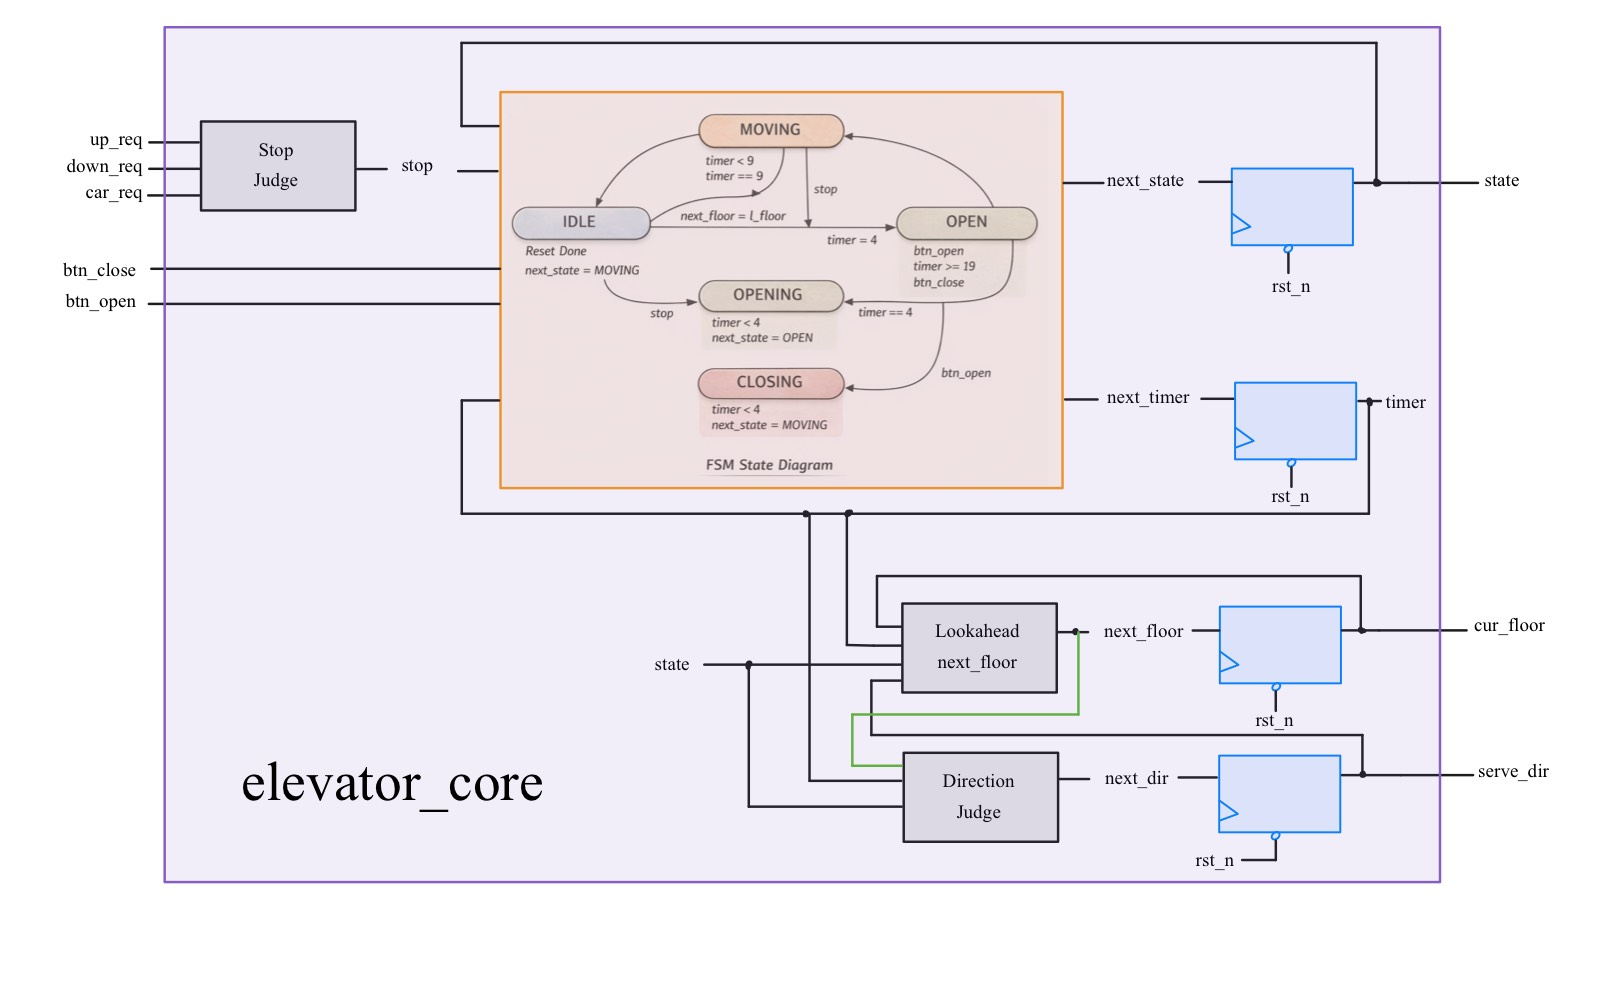 up_req
down_req
car_req
Stop
Judge
stop
btn_close
btn_open
MOVING
timer < 9
timer == 9
stop
IDLE
next_floor = l_floor
OPEN
timer = 4
Reset Done
next_state = MOVING
btn_open
timer >= 19
btn_close
OPENING
stop
timer == 4
timer < 4
next_state = OPEN
btn_open
CLOSING
timer < 4
next_state = MOVING
FSM State Diagram
next_state
state
rst_n
next_timer
timer
rst_n
state
Lookahead
next_floor
next_floor
cur_floor
rst_n
Direction
Judge
next_dir
serve_dir
rst_n
elevator_core